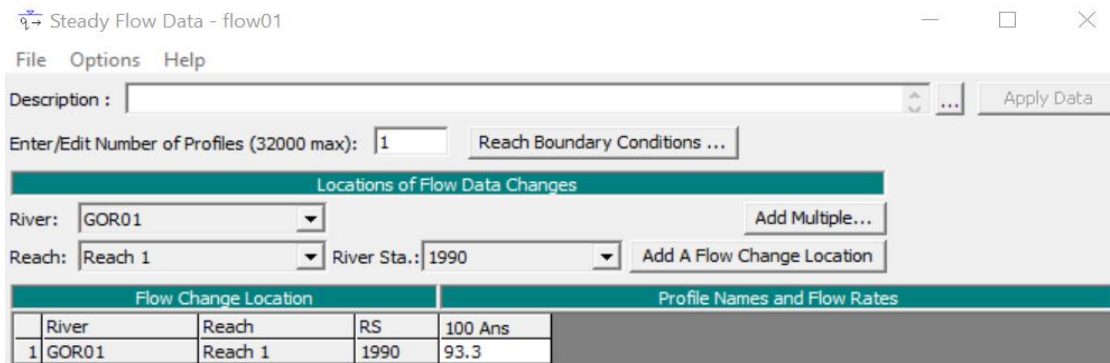 Steady Flow Data - flow01
File Options Help
Description : ... Apply Data
Enter/Edit Number of Profiles (32000 max): 1 Reach Boundary Conditions ...
Locations of Flow Data Changes
River: GOR01 Add Multiple...
Reach: Reach 1 River Sta.: 1990 Add A Flow Change Location
Flow Change Location Profile Names and Flow Rates
River Reach RS 100 Ans
1 GOR01 Reach 1 1990 93.3